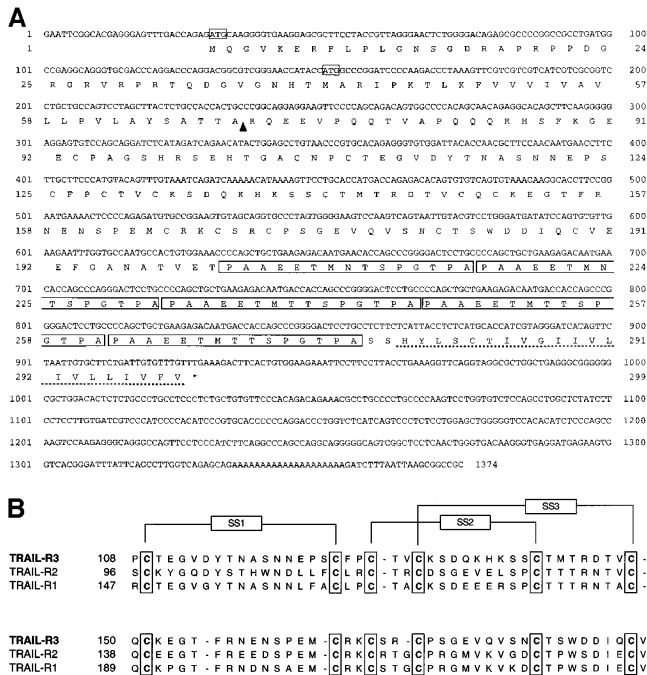 A
1 GAATTCGGCACGAGGGAGTTTGACCAGAGATGCAAGGGGTGAAGGAGCGCTTCCTACCGTTAGGGAACTCTGGGGACAGAGCGCCCCGGCCGCCTGATGG 100
1 M Q G V K E R F L P L G N S G D R A P R P P D G 24
101 CCGAGGCAGGGTGCGACCCAGGACCCAGGACGGCGTCGGGAACCATACCATGGCCCGGATCCCCAAGACCCTAAAGTTCGTCGTCGTCATCGTCGCGGTC 200
25 R G R V R P R T Q D G V G N H T M A R I P K T L K F V V V I V A V 57
201 CTGCTGCCAGTCCTAGCTTACTCTGCCACCACTGCCCGGCAGGAGGAAGTTCCCCAGCAGACAGTGGCCCCACAGCAACAGAGGCACAGCTTCAAGGGGG 300
58 L L P V L A Y S A T T A R Q E E V P Q Q T V A P Q Q Q R H S F K G E 91
301 AGGAGTGTCCAGCAGGATCTCATAGATCAGAACATACTGGAGCCTGTAACCCGTGCACAGAGGGTGTGGATTACACCAACGCTTCCAACAATGAACCTTC 400
92 E C P A G S H R S E H T G A C N P C T E G V D Y T N A S N N E P S 124
401 TTGCTTCCCATGTACAGTTTGTAAATCAGATCAAAAACATAAAAGTTCCTGCACCATGACCAGAGACACAGTGTGTCAGTGTAAAGAAGGCACCTTCCGG 500
125 C F P C T V C K S D Q K H K S S C T M T R D T V C Q C K E G T F R 157
501 AATGAAAACTCCCCAGAGATGTGCCGGAAGTGTAGCAGGTGCCCTAGTGGGGAAGTCCAAGTCAGTAATTGTACGTCCTGGGATGATATCCAGTGTGTTG 600
158 N E N S P E M C R K C S R C P S G E V Q V S N C T S W D D I Q C V E 191
601 AAGAATTTGGTGCCAATGCCACTGTGGAAACCCCAGCTGCTGAAGAGACAATGAACACCAGCCCGGGGACTCCTGCCCCAGCTGCTGAAGAGACAATGAA 700
192 E F G A N A T V E T P A A E E T M N T S P G T P A P A A E E T M N 224
701 CACCAGCCCAGGGACTCCTGCCCCAGCTGCTGAAGAGACAATGACCACCAGCCCGGGGACTCCTGCCCCAGCTGCTGAAGAGACAATGACCACCAGCCCG 800
225 T S P G T P A P A A E E T M T T S P G T P A P A A E E T M T T S P 257
801 GGGACTCCTGCCCCAGCTGCTGAAGAGACAATGACCACCAGCCCGGGGACTCCTGCCTCTTCTCATTACCTCTCATGCACCATCGTAGGGATCATAGTTC 900
258 G T P A P A A E E T M T T S P G T P A S S H Y L S C T I V G I I V L 291
901 TAATTGTGCTTCTGATTGTGTTTGTTTGAAAGACTTCACTGTGGAAGAAATTCCTTCCTTACCTGAAAGGTTCAGGTAGGCGCTGGCTGAGGGCGGGGGG 1000
292 I V L L I V F V * 299
1001 CGCTGGACACTCTCTGCCCTGCCTCCCTCTGCTGTGTTCCCACAGACAGAAACGCCTGCCCCTGCCCCAAGTCCTGGTGTCTCCAGCCTGGCTCTATCTT 1100
1101 CCTCCTTGTGATCGTCCCATCCCCACATCCCGTGCACCCCCCAGGACCCTGGTCTCATCAGTCCCTCTCCTGGAGCTGGGGGTCCACACATCTCCCAGCC 1200
1201 AAGTCCAAGAGGGCAGGGCCAGTTCCTCCCATCTTCAGGCCCAGCCAGGCAGGGGGCAGTCGGCTCCTCAACTGGGTGACAAGGGTGAGGATGAGAAGTG 1300
1301 GTCACGGGATTTATTCAGCCTTGGTCAGAGCAGAAAAAAAAAAAAAAAAAAAAAGATCTTTAATTAAGCGGCCGC 1374
B
SS1 SS2 SS3
TRAIL-R3 108 P C T E G V D Y T N A S N N E P S C F P C - T V C K S D Q K H K S S C T M T R D T V C -
TRAIL-R2 96 S C K Y G Q D Y S T H W N D L L F C L R C - T R C D S G E V E L S P C T T T R N T V C -
TRAIL-R1 147 R C T E G V G Y T N A S N N L F A C L P C - T A C K S D E E E R S P C T T T R N T A C -
TRAIL-R3 150 Q C K E G T - F R N E N S P E M - C R K C S R - C P S G E V Q V S N C T S W D D I Q C V
TRAIL-R2 138 Q C E E G T - F R E E D S P E M - C R K C R T G C P R G M V K V G D C T P W S D I E C V
TRAIL-R1 189 Q C K P G T - F R N D N S A E M - C R K C S T G C P R G M V K V K D C T P W S D I E C V